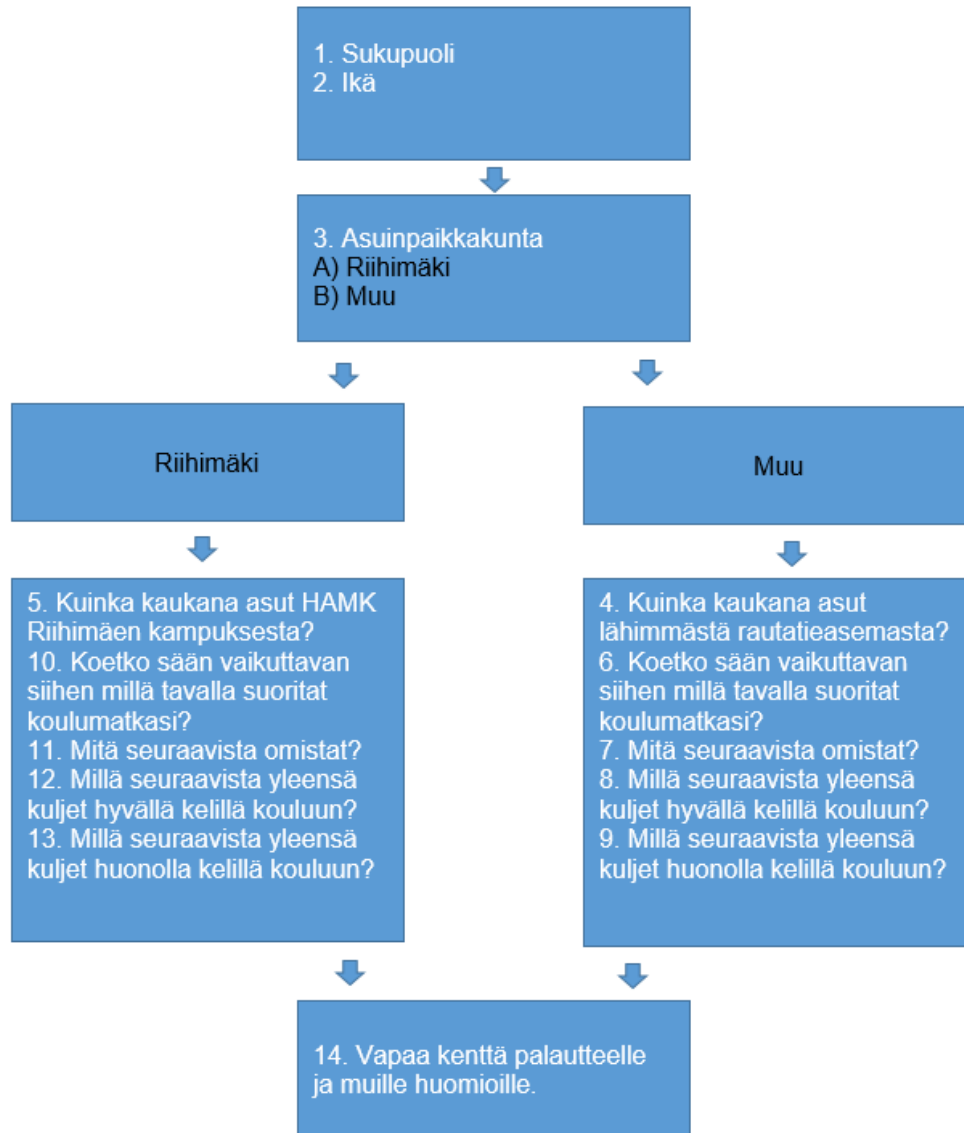 1. Sukupuoli
2. Ikä
3. Asuinpaikkakunta
A) Riihimäki
B) Muu
Riihimäki
Muu
5. Kuinka kaukana asut HAMK
Riihimäen kampuksesta?
10. Koetko sään vaikuttavan
siihen millä tavalla suoritat
koulumatkasi?
11. Mitä seuraavista omistat?
12. Millä seuraavista yleensä
kuljet hyvällä kelillä kouluun?
13. Millä seuraavista yleensä
kuljet huonolla kelillä kouluun?
4. Kuinka kaukana asut
lähimmästä rautatieasemasta?
6. Koetko sään vaikuttavan
siihen millä tavalla suoritat
koulumatkasi?
7. Mitä seuraavista omistat?
8. Millä seuraavista yleensä
kuljet hyvällä kelillä kouluun?
9. Millä seuraavista yleensä
kuljet huonolla kelillä kouluun?
14. Vapaa kenttä palautteelle
ja muille huomioille.